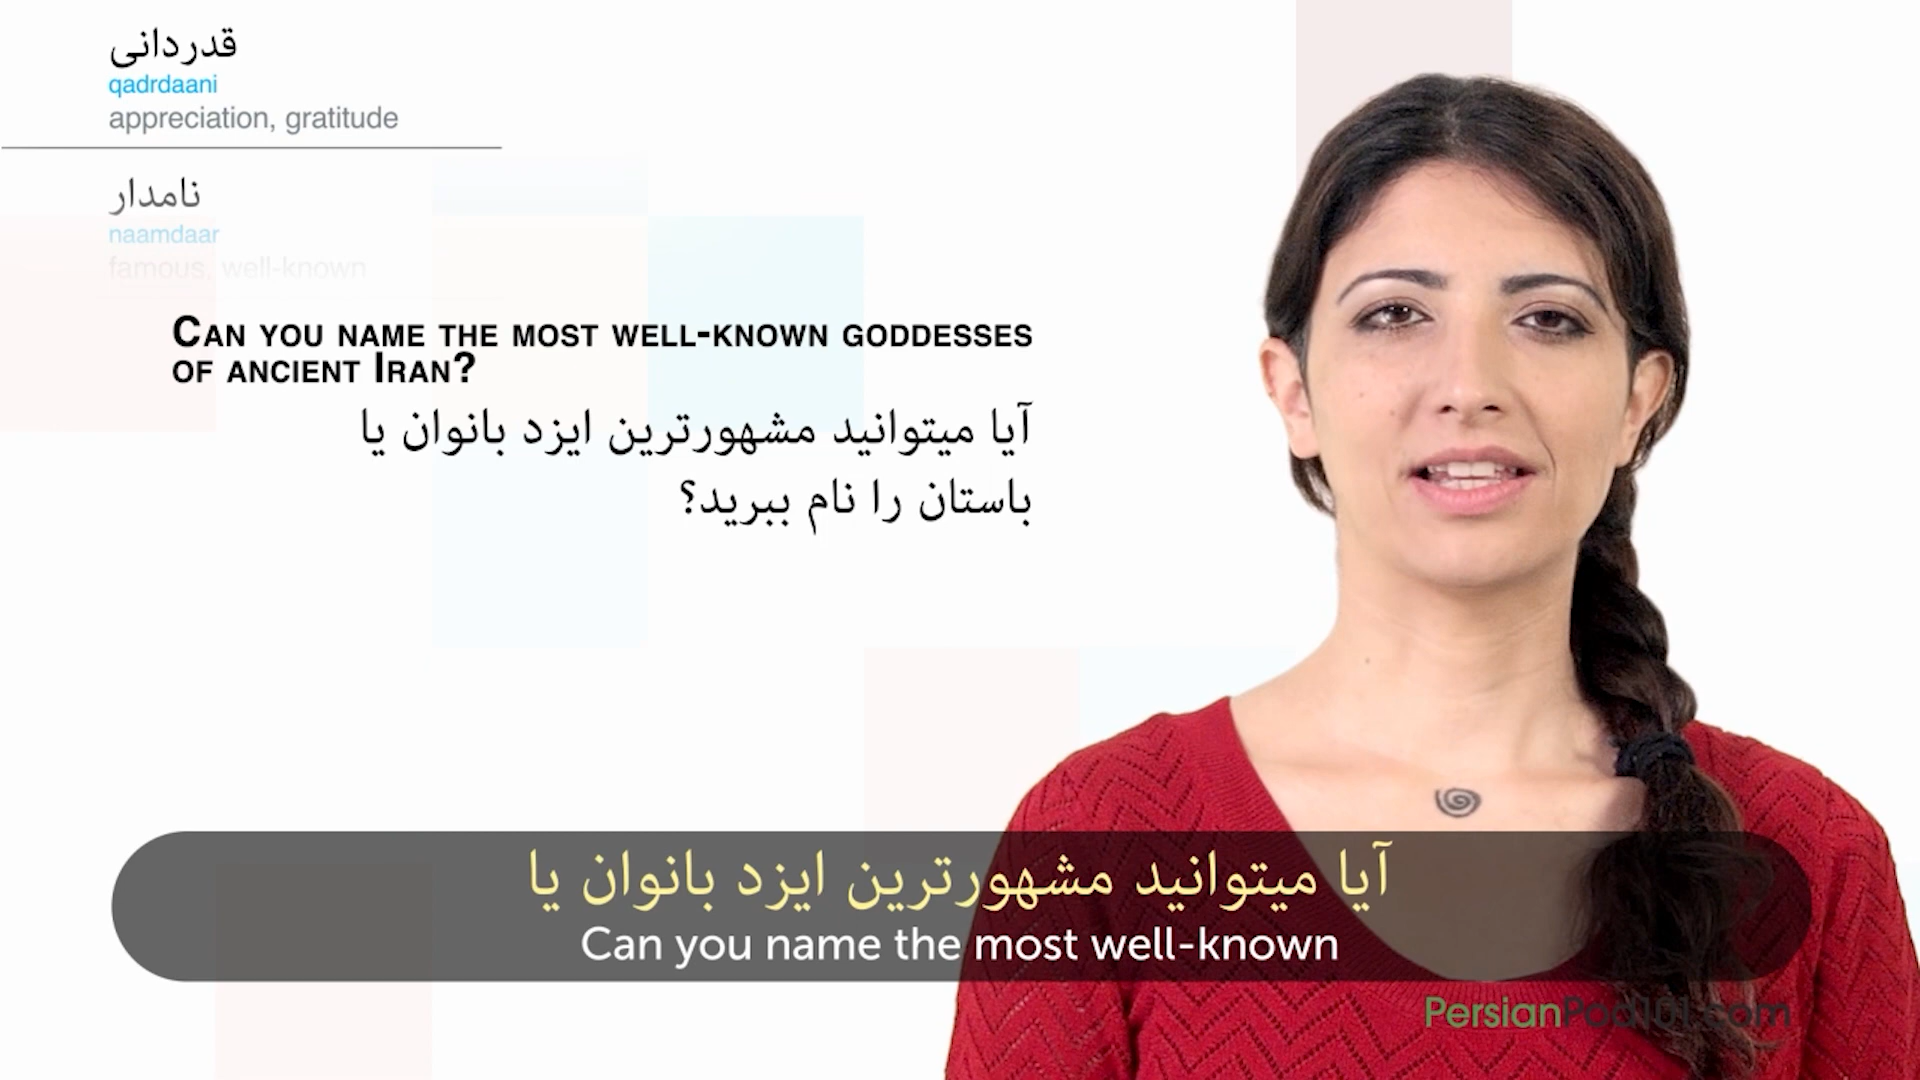 قدردانی
qadrdaani
appreciation, gratitude
نامدار
naamdaar
famous, well-known
CAN YOU NAME THE MOST WELL-KNOWN GODDESSES
OF ANCIENT IRAN?
آیا میتوانید مشهورترین ایزد بانوان یا
باستان را نام ببرید؟
آیا میتوانید مشهورترین ایزد بانوان یا
Can you name the most well-known
PersianPod101.com